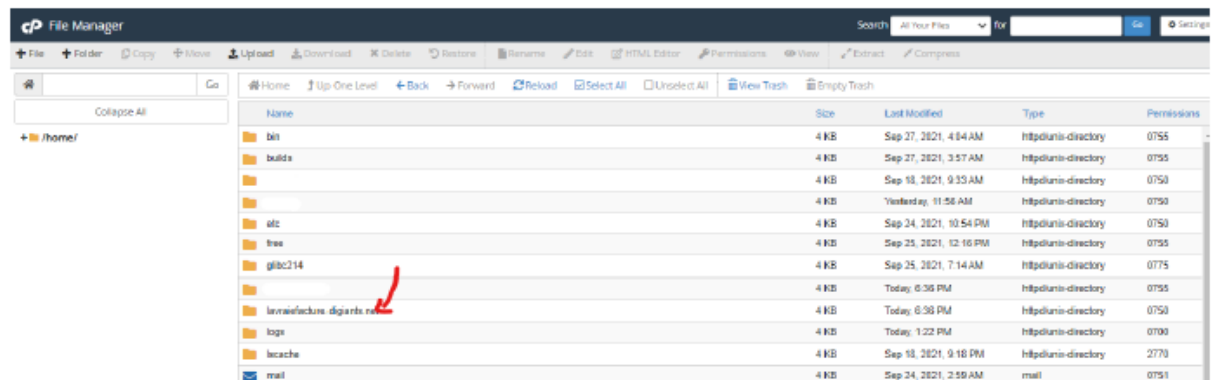 cP File Manager Search All Your Files for Go Settings
+ File + Folder Copy Move Upload Download Delete Restore Rename Edit HTML Editor Permissions View Extract Compress
Go Home Up One Level Back Forward Reload Select All Unselect All View Trash Empty Trash
Collapse All Name Size Last Modified Type Permissions
+ /home/ bin 4 KB Sep 27, 2021, 4:04 AM httpd/unix-directory 0755
builds 4 KB Sep 27, 2021, 3:57 AM httpd/unix-directory 0755
4 KB Sep 18, 2021, 9:33 AM httpd/unix-directory 0750
4 KB Yesterday, 11:56 AM httpd/unix-directory 0750
etc 4 KB Sep 24, 2021, 10:54 PM httpd/unix-directory 0750
free 4 KB Sep 25, 2021, 12:16 PM httpd/unix-directory 0755
glibc214 4 KB Sep 25, 2021, 7:14 AM httpd/unix-directory 0775
4 KB Today, 6:36 PM httpd/unix-directory 0755
4 KB Today, 6:36 PM httpd/unix-directory 0750
logs 4 KB Today, 1:22 PM httpd/unix-directory 0700
lscache 4 KB Sep 18, 2021, 9:18 PM httpd/unix-directory 2770
mail 4 KB Sep 24, 2021, 2:59 AM mail 0751